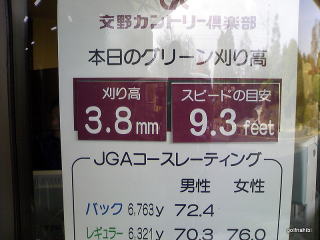 交野カントリー倶楽部
本日のグリーン刈り高
刈り高 スピードの目安
3.8mm 9.3feet
JGAコースレーティング
男性 女性
バック 6,763y 72.4
レギュラー 6,321y 70.3 76.0
golfnahibi